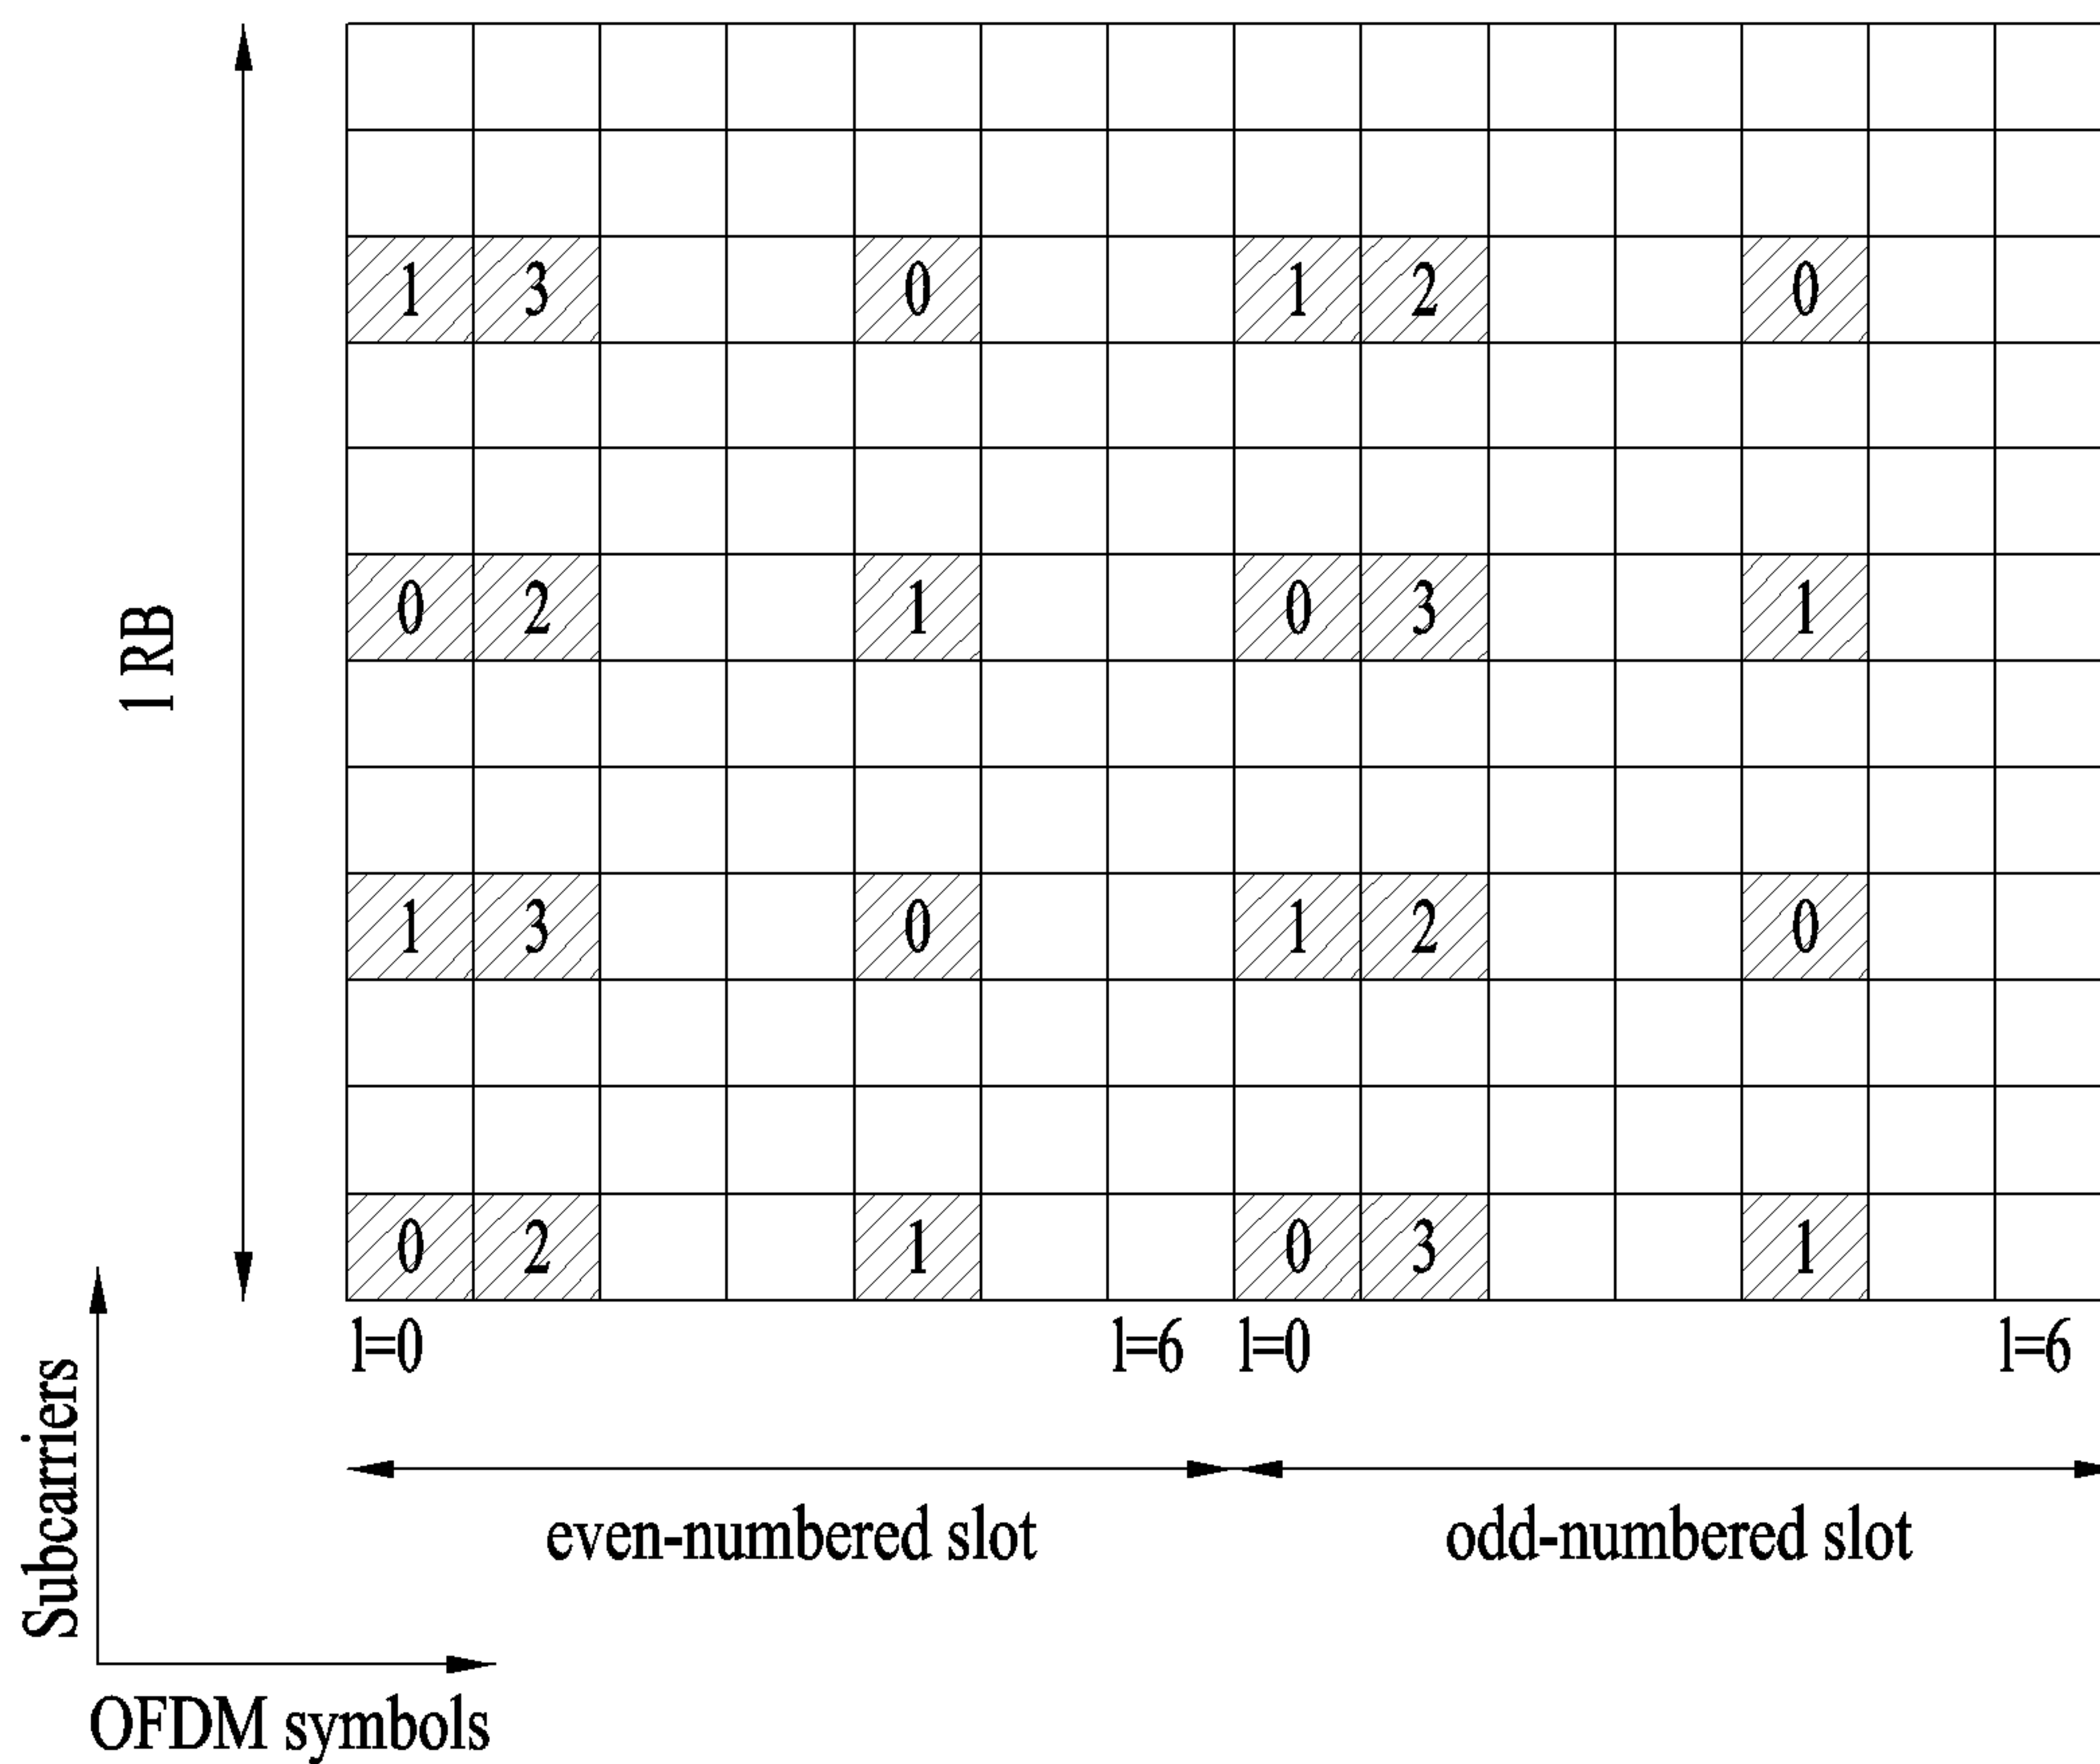 1 3 0 1 2 0
1 RB
0 2 1 0 3 1
1 3 0 1 2 0
0 2 1 0 3 1
l=0 l=6 l=0 l=6
Subcarriers
even-numbered slot odd-numbered slot
OFDM symbols